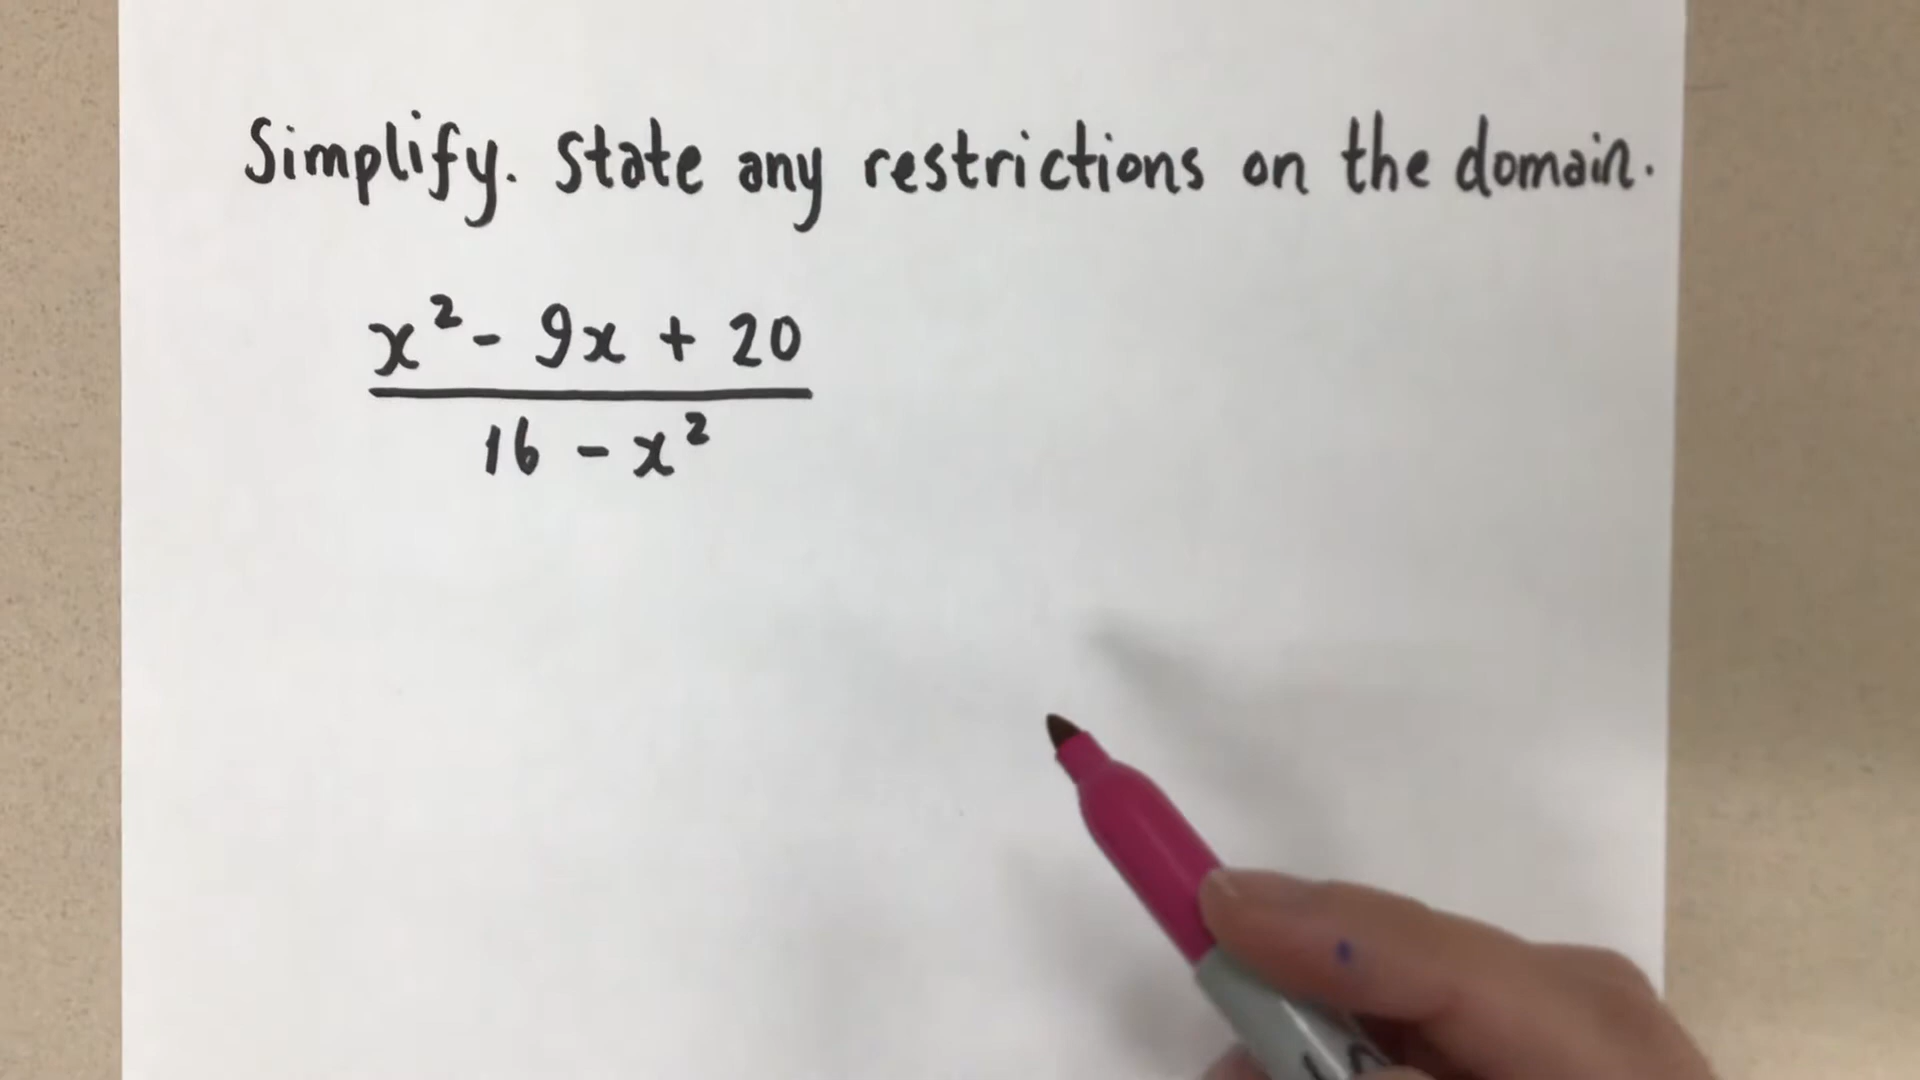 Simplify. State any restrictions on the domain.
x² - 9x + 20
16 - x²